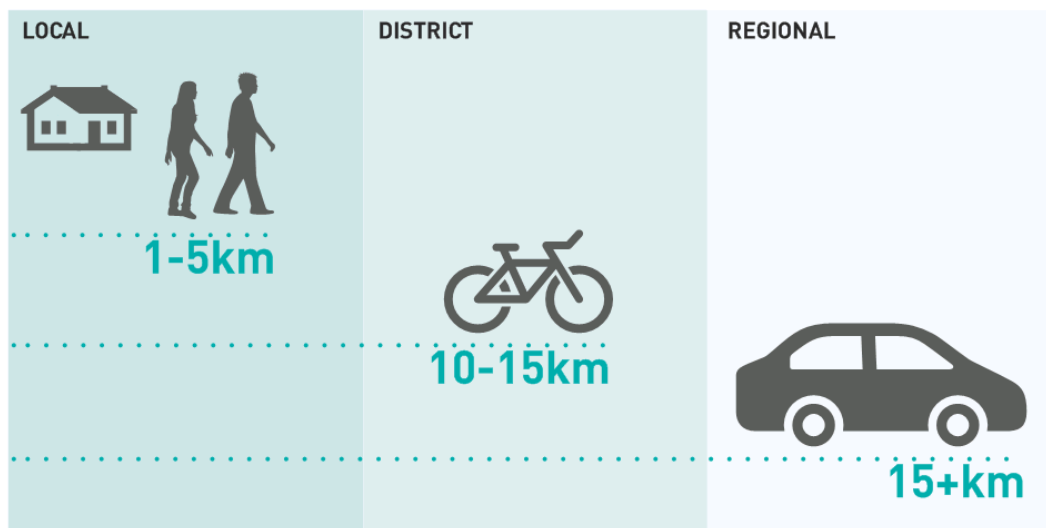 LOCAL
DISTRICT
REGIONAL
1-5km
10-15km
15+km